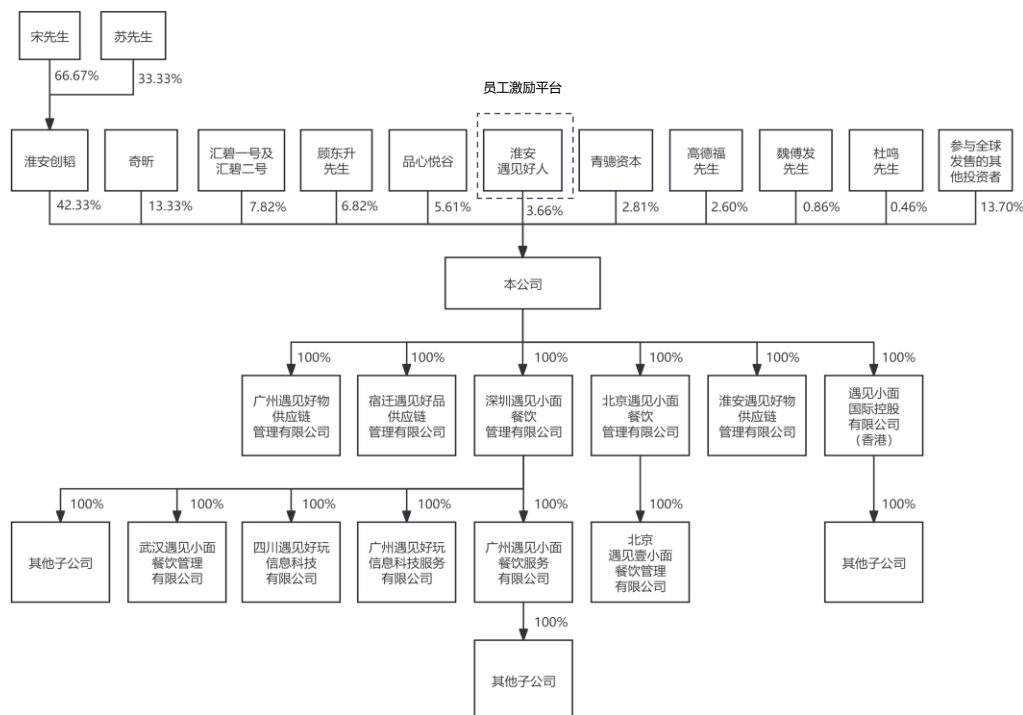 宋先生
苏先生
66.67%
33.33%
员工激励平台
淮安创韬
奇昕
汇碧一号及
汇碧二号
顾东升
先生
品心悦谷
淮安
遇见好人
青骢资本
高德福
先生
魏傅发
先生
杜鸣
先生
参与全球
发售的其
他投资者
42.33%
13.33%
7.82%
6.82%
5.61%
3.66%
2.81%
2.60%
0.86%
0.46%
13.70%
本公司
100%
100%
100%
100%
100%
100%
广州遇见好物
供应链
管理有限公司
宿迁遇见好品
供应链
管理有限公司
深圳遇见小面
餐饮
管理有限公司
北京遇见小面
餐饮
管理有限公司
淮安遇见好物
供应链
管理有限公司
遇见小面
国际控股
有限公司
(香港)
100%
100%
100%
100%
100%
100%
100%
其他子公司
武汉遇见小面
餐饮管理
有限公司
四川遇见好玩
信息科技
有限公司
广州遇见好玩
信息科技服务
有限公司
广州遇见小面
餐饮服务
有限公司
北京
遇见壹小面
餐饮管理
有限公司
其他子公司
100%
其他子公司